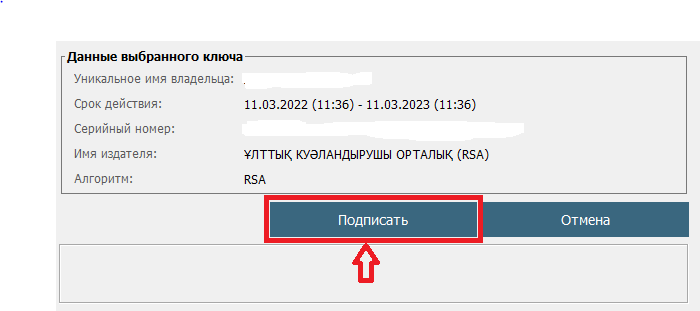 Данные выбранного ключа
Уникальное имя владельца:
Срок действия: 11.03.2022 (11:36) - 11.03.2023 (11:36)
Серийный номер:
Имя издателя: ҰЛТТЫҚ КУӘЛАНДЫРУШЫ ОРТАЛЫҚ (RSA)
Алгоритм: RSA
Подписать Отмена